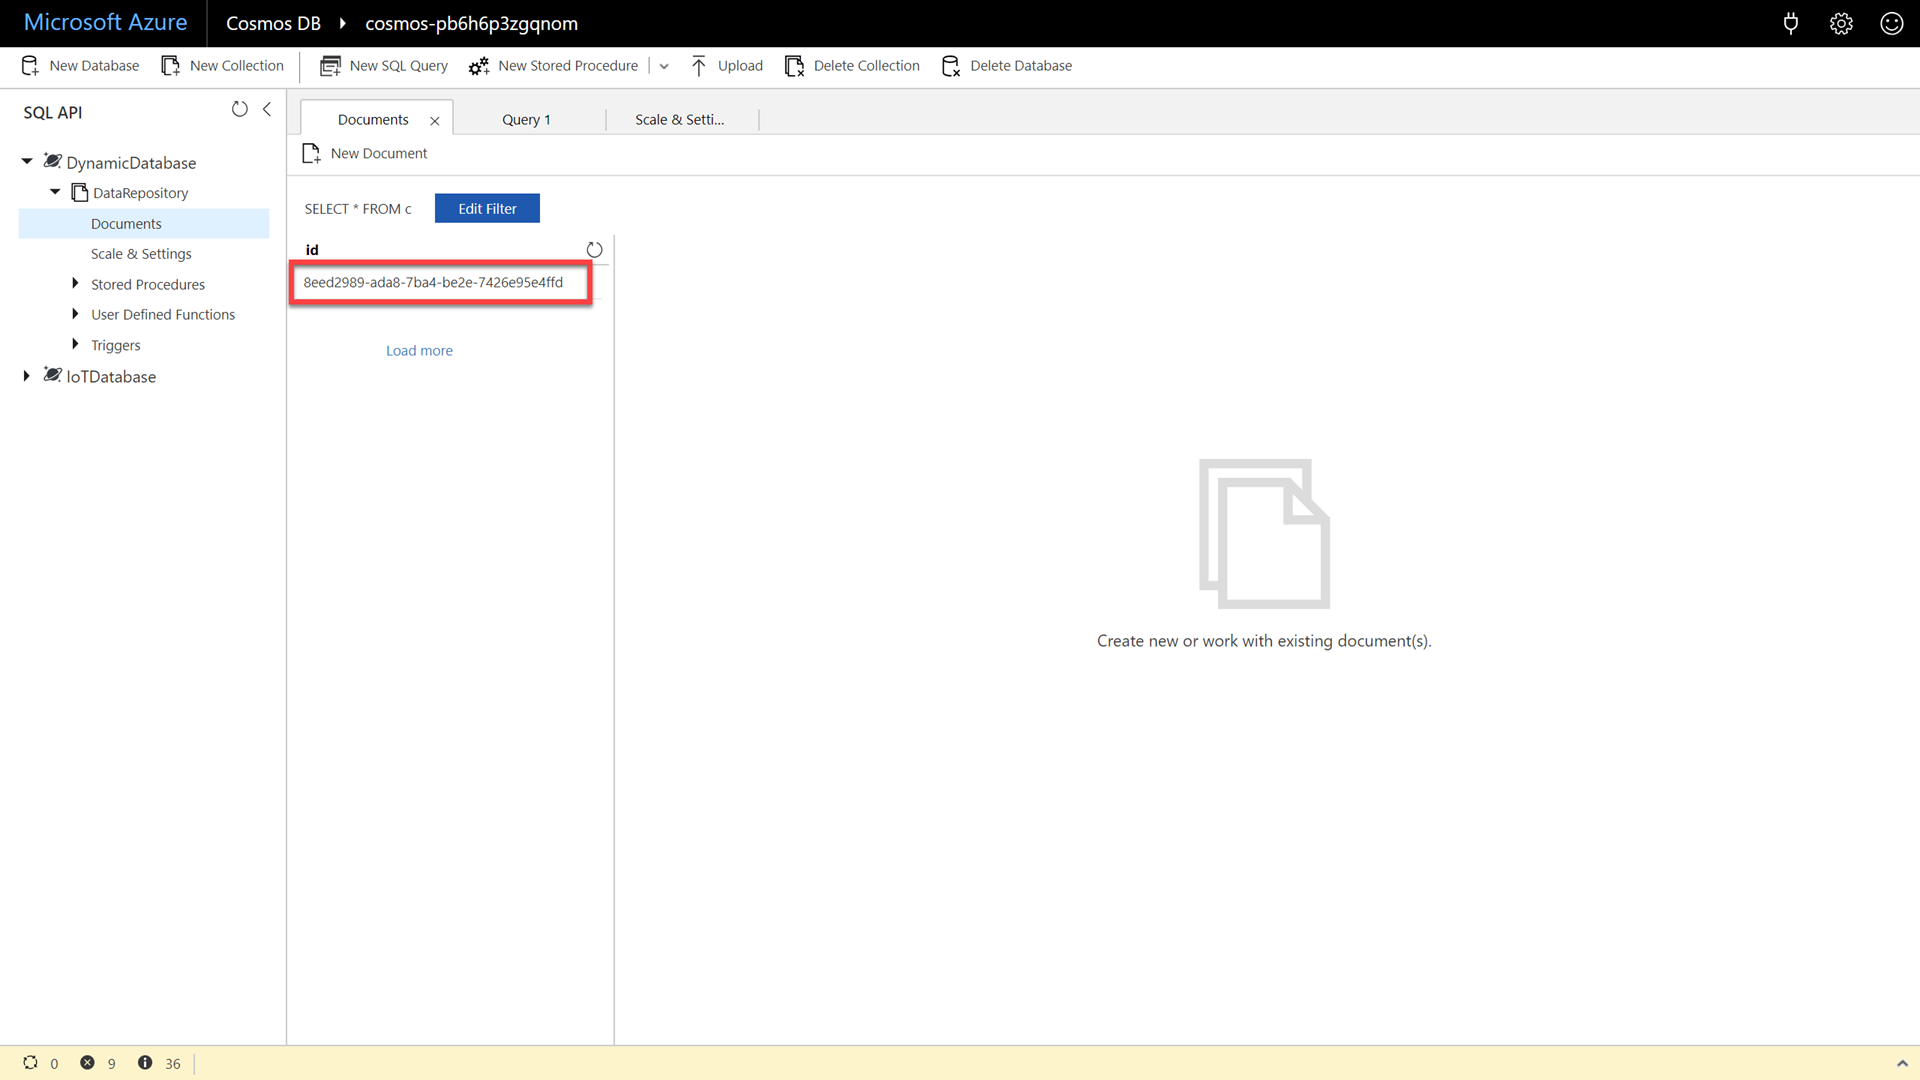 Microsoft Azure
Cosmos DB
cosmos-pb6h6p3zgqnom
New Database
New Collection
New SQL Query
New Stored Procedure
Upload
Delete Collection
Delete Database
SQL API
DynamicDatabase
DataRepository
Documents
Scale & Settings
Stored Procedures
User Defined Functions
Triggers
IoTDatabase
Documents
Query 1
Scale & Setti...
New Document
SELECT * FROM c
Edit Filter
id
8eed2989-ada8-7ba4-be2e-7426e95e4ffd
Load more
Create new or work with existing document(s).
0
9
36